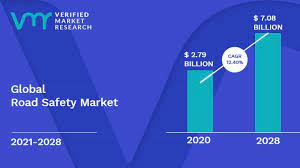 VMR
VERIFIED
MARKET
RESEARCH
Global
Road Safety Market
2021-2028
$ 2.79
BILLION
CAGR
12.40%
$ 7.08
BILLION
2020
2028